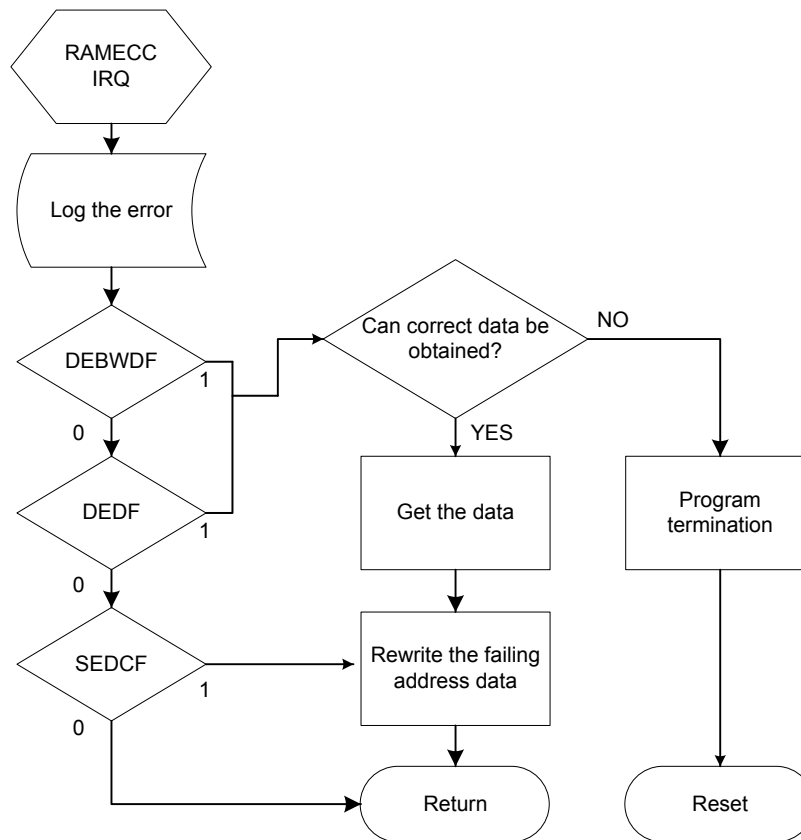 RAMECC
IRQ
Log the error
DEBWDF
1
0
DEDF
1
0
SEDCF
1
0
Can correct data be
obtained?
NO
YES
Get the data
Rewrite the failing
address data
Return
Program
termination
Reset